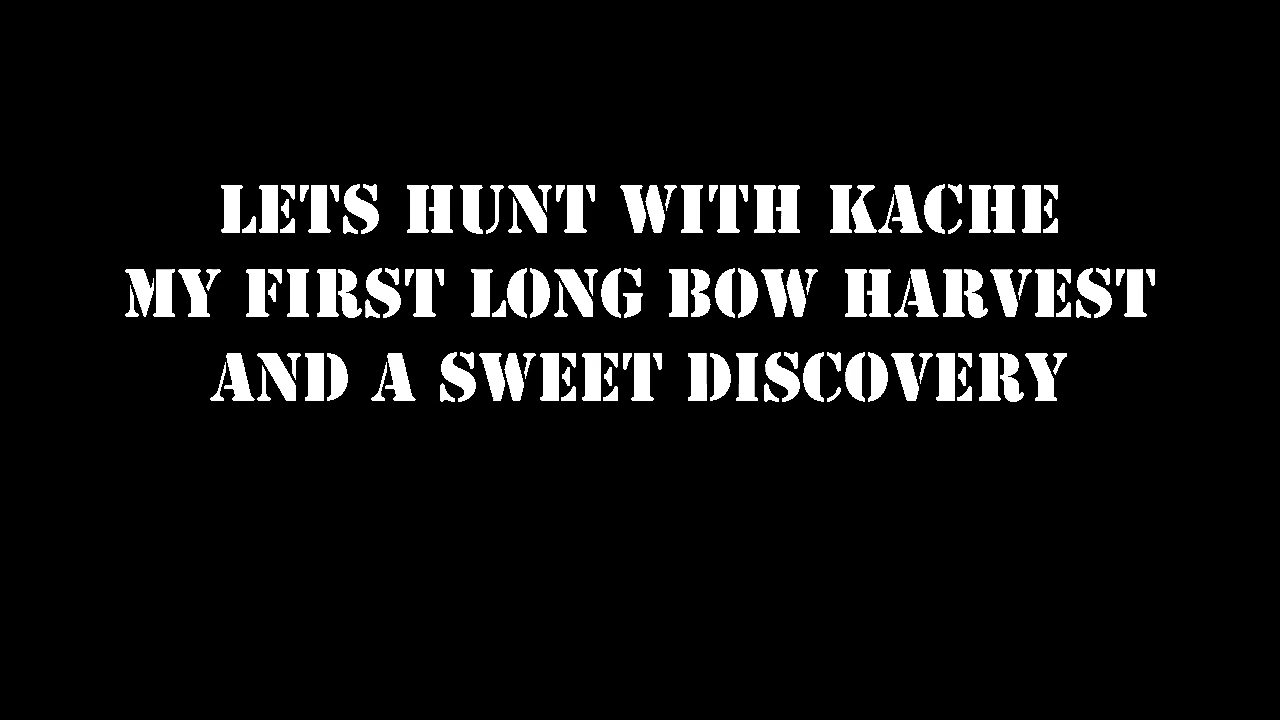 LETS HUNT WITH KACHE
MY FIRST LONG BOW HARVEST
AND A SWEET DISCOVERY